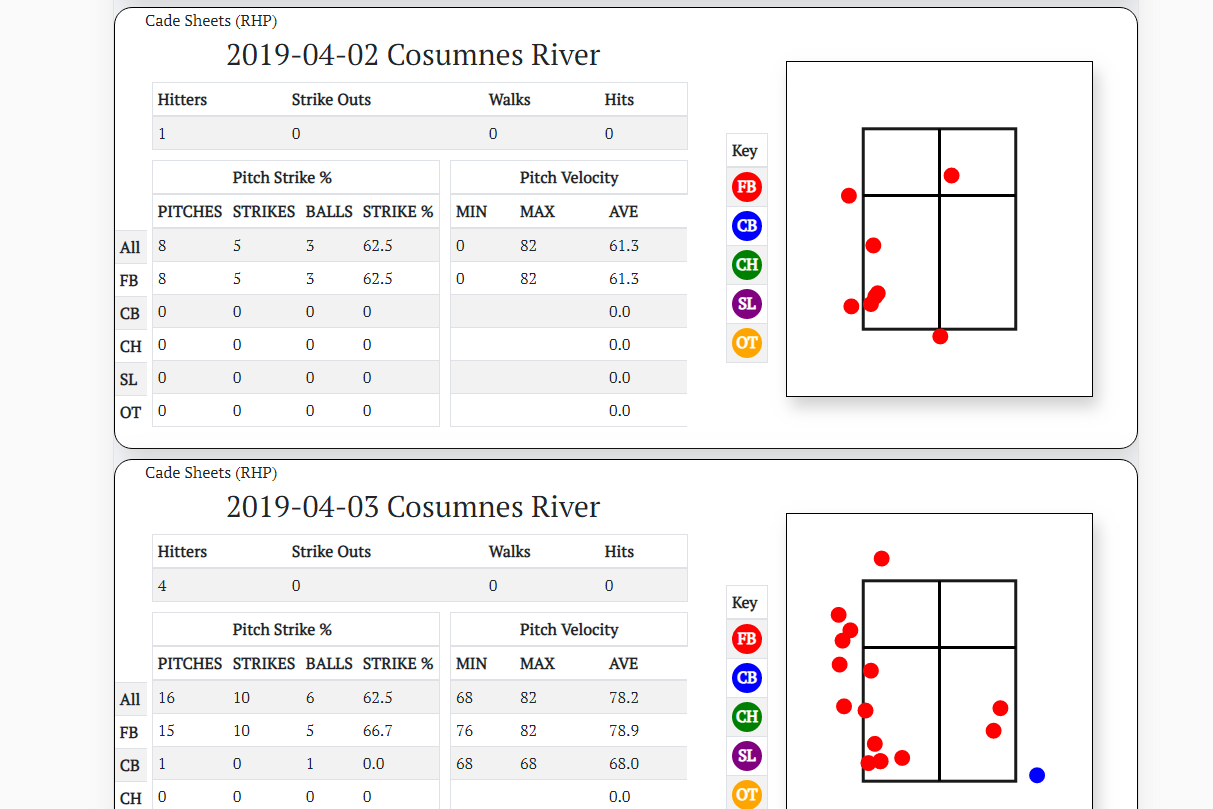 Cade Sheets (RHP)
2019-04-02 Cosumnes River
Hitters Strike Outs Walks Hits
1 0 0 0
Pitch Strike % Pitch Velocity
PITCHES STRIKES BALLS STRIKE % MIN MAX AVE
All 8 5 3 62.5 0 82 61.3
FB 8 5 3 62.5 0 82 61.3
CB 0 0 0 0 0.0
CH 0 0 0 0 0.0
SL 0 0 0 0 0.0
OT 0 0 0 0 0.0
Key
FB
CB
CH
SL
OT
Cade Sheets (RHP)
2019-04-03 Cosumnes River
Hitters Strike Outs Walks Hits
4 0 0 0
Pitch Strike % Pitch Velocity
PITCHES STRIKES BALLS STRIKE % MIN MAX AVE
All 16 10 6 62.5 68 82 78.2
FB 15 10 5 66.7 76 82 78.9
CB 1 0 1 0.0 68 68 68.0
CH 0 0 0 0 0.0
Key
FB
CB
CH
SL
OT